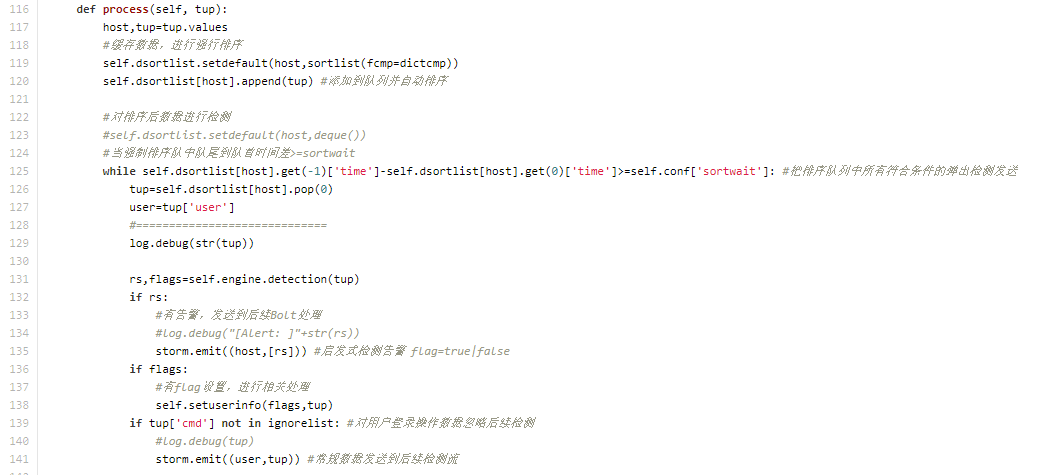 116 def process(self, tup):
117 host,tup=tup.values
118 #缓存数据，进行强行排序
119 self.dsortlist.setdefault(host,sortlist(fcmp=dictcmp))
120 self.dsortlist[host].append(tup) #添加到队列并自动排序
121
122 #对排序后数据进行检测
123 #self.dsortlist.setdefault(host,deque())
124 #当强制排序队中队尾到队首时间差>=sortwait
125 while self.dsortlist[host].get(-1)['time']-self.dsortlist[host].get(0)['time']>=self.conf['sortwait']: #把排序队列中所有符合条件的弹出检测发送
126 tup=self.dsortlist[host].pop(0)
127 user=tup['user']
128 #=============================
129 log.debug(str(tup))
130
131 rs,flags=self.engine.detection(tup)
132 if rs:
133 #有告警，发送到后续Bolt处理
134 #log.debug("[Alert: ]"+str(rs))
135 storm.emit((host,[rs])) #启发式检测告警 flag=true|false
136 if flags:
137 #有flag设置，进行相关处理
138 self.setuserinfo(flags,tup)
139 if tup['cmd'] not in ignorelist: #对用户登录操作数据忽略后续检测
140 #log.debug(tup)
141 storm.emit((user,tup)) #常规数据发送到后续检测流